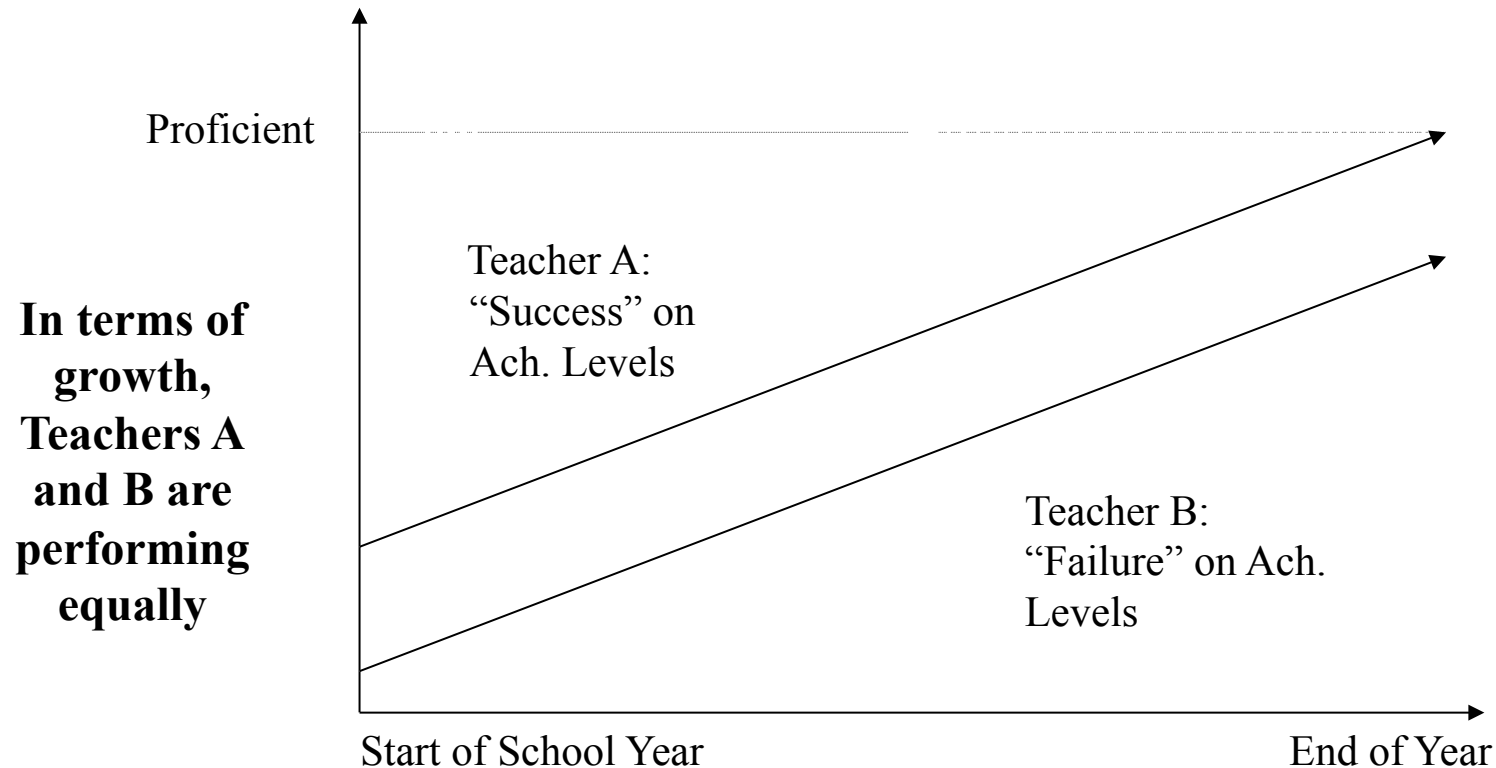 Proficient
Teacher A:
“Success” on
Ach. Levels
In terms of
growth,
Teachers A
and B are
performing
equally
Teacher B:
“Failure” on Ach.
Levels
Start of School Year
End of Year